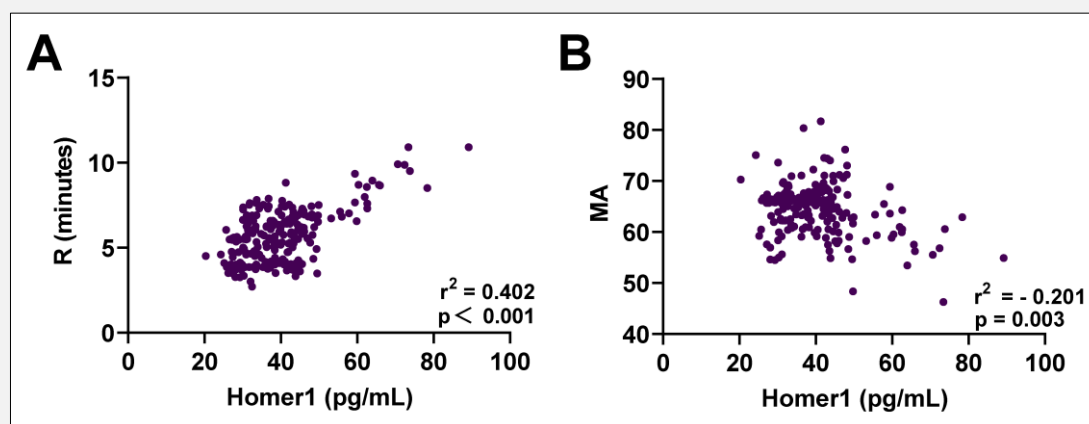 A
R (minutes)
15
10
5
0
r² = 0.402
p < 0.001
0 20 40 60 80 100
Homer1 (pg/mL)
B
MA
90
80
70
60
50
40
r² = - 0.201
p = 0.003
0 20 40 60 80 100
Homer1 (pg/mL)